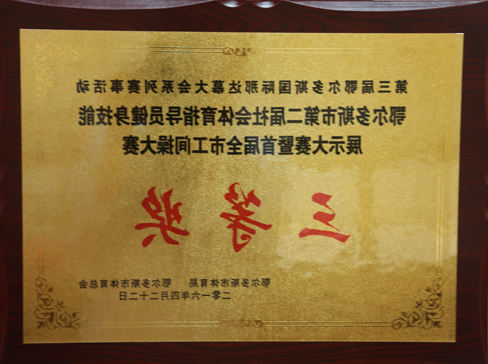 第三届鄂尔多斯国际那达慕大会系列赛事活动
鄂尔多斯市第二届社会体育指导员健身技能
展示大赛暨首届全市工间操大赛
三等奖
鄂尔多斯市体育局 鄂尔多斯市体育总会
二〇一六年四月二十二日